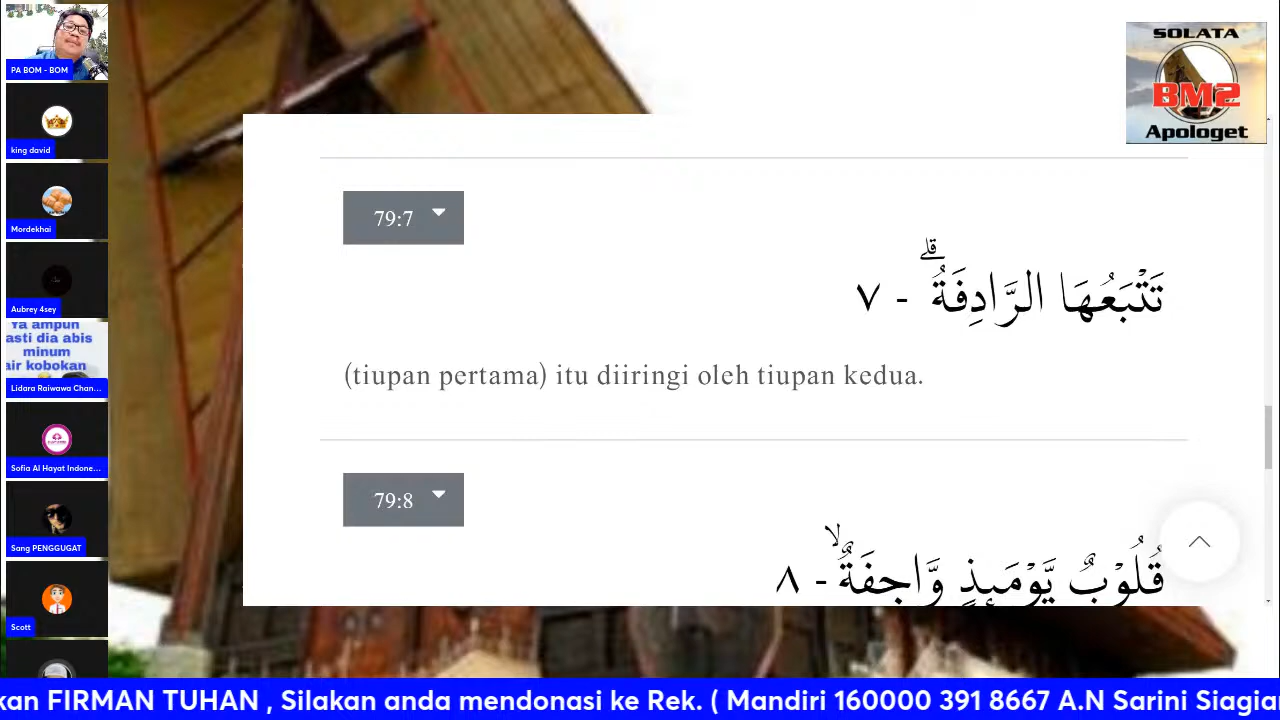 PA BOM - BOM
king david
Mordekhai
Aubrey 4sey
Ya ampun
asti dia abis
minum
air kobokan
Lidara Raiwawa Chan...
Sofia Al Hayat Indone...
Sang PENGGUGAT
Scott
SOLATA
BM2
Apologet
79:7
تَتْبَعُهَا الرَّادِفَةُ ۗ - ٧
(tiupan pertama) itu diiringi oleh tiupan kedua.
79:8
قُلُوْبٌ يَّوْمَىِٕذٍ وَّاجِفَةٌ ۙ - ٨
kan FIRMAN TUHAN , Silakan anda mendonasi ke Rek. ( Mandiri 160000 391 8667 A.N Sarini Siagian